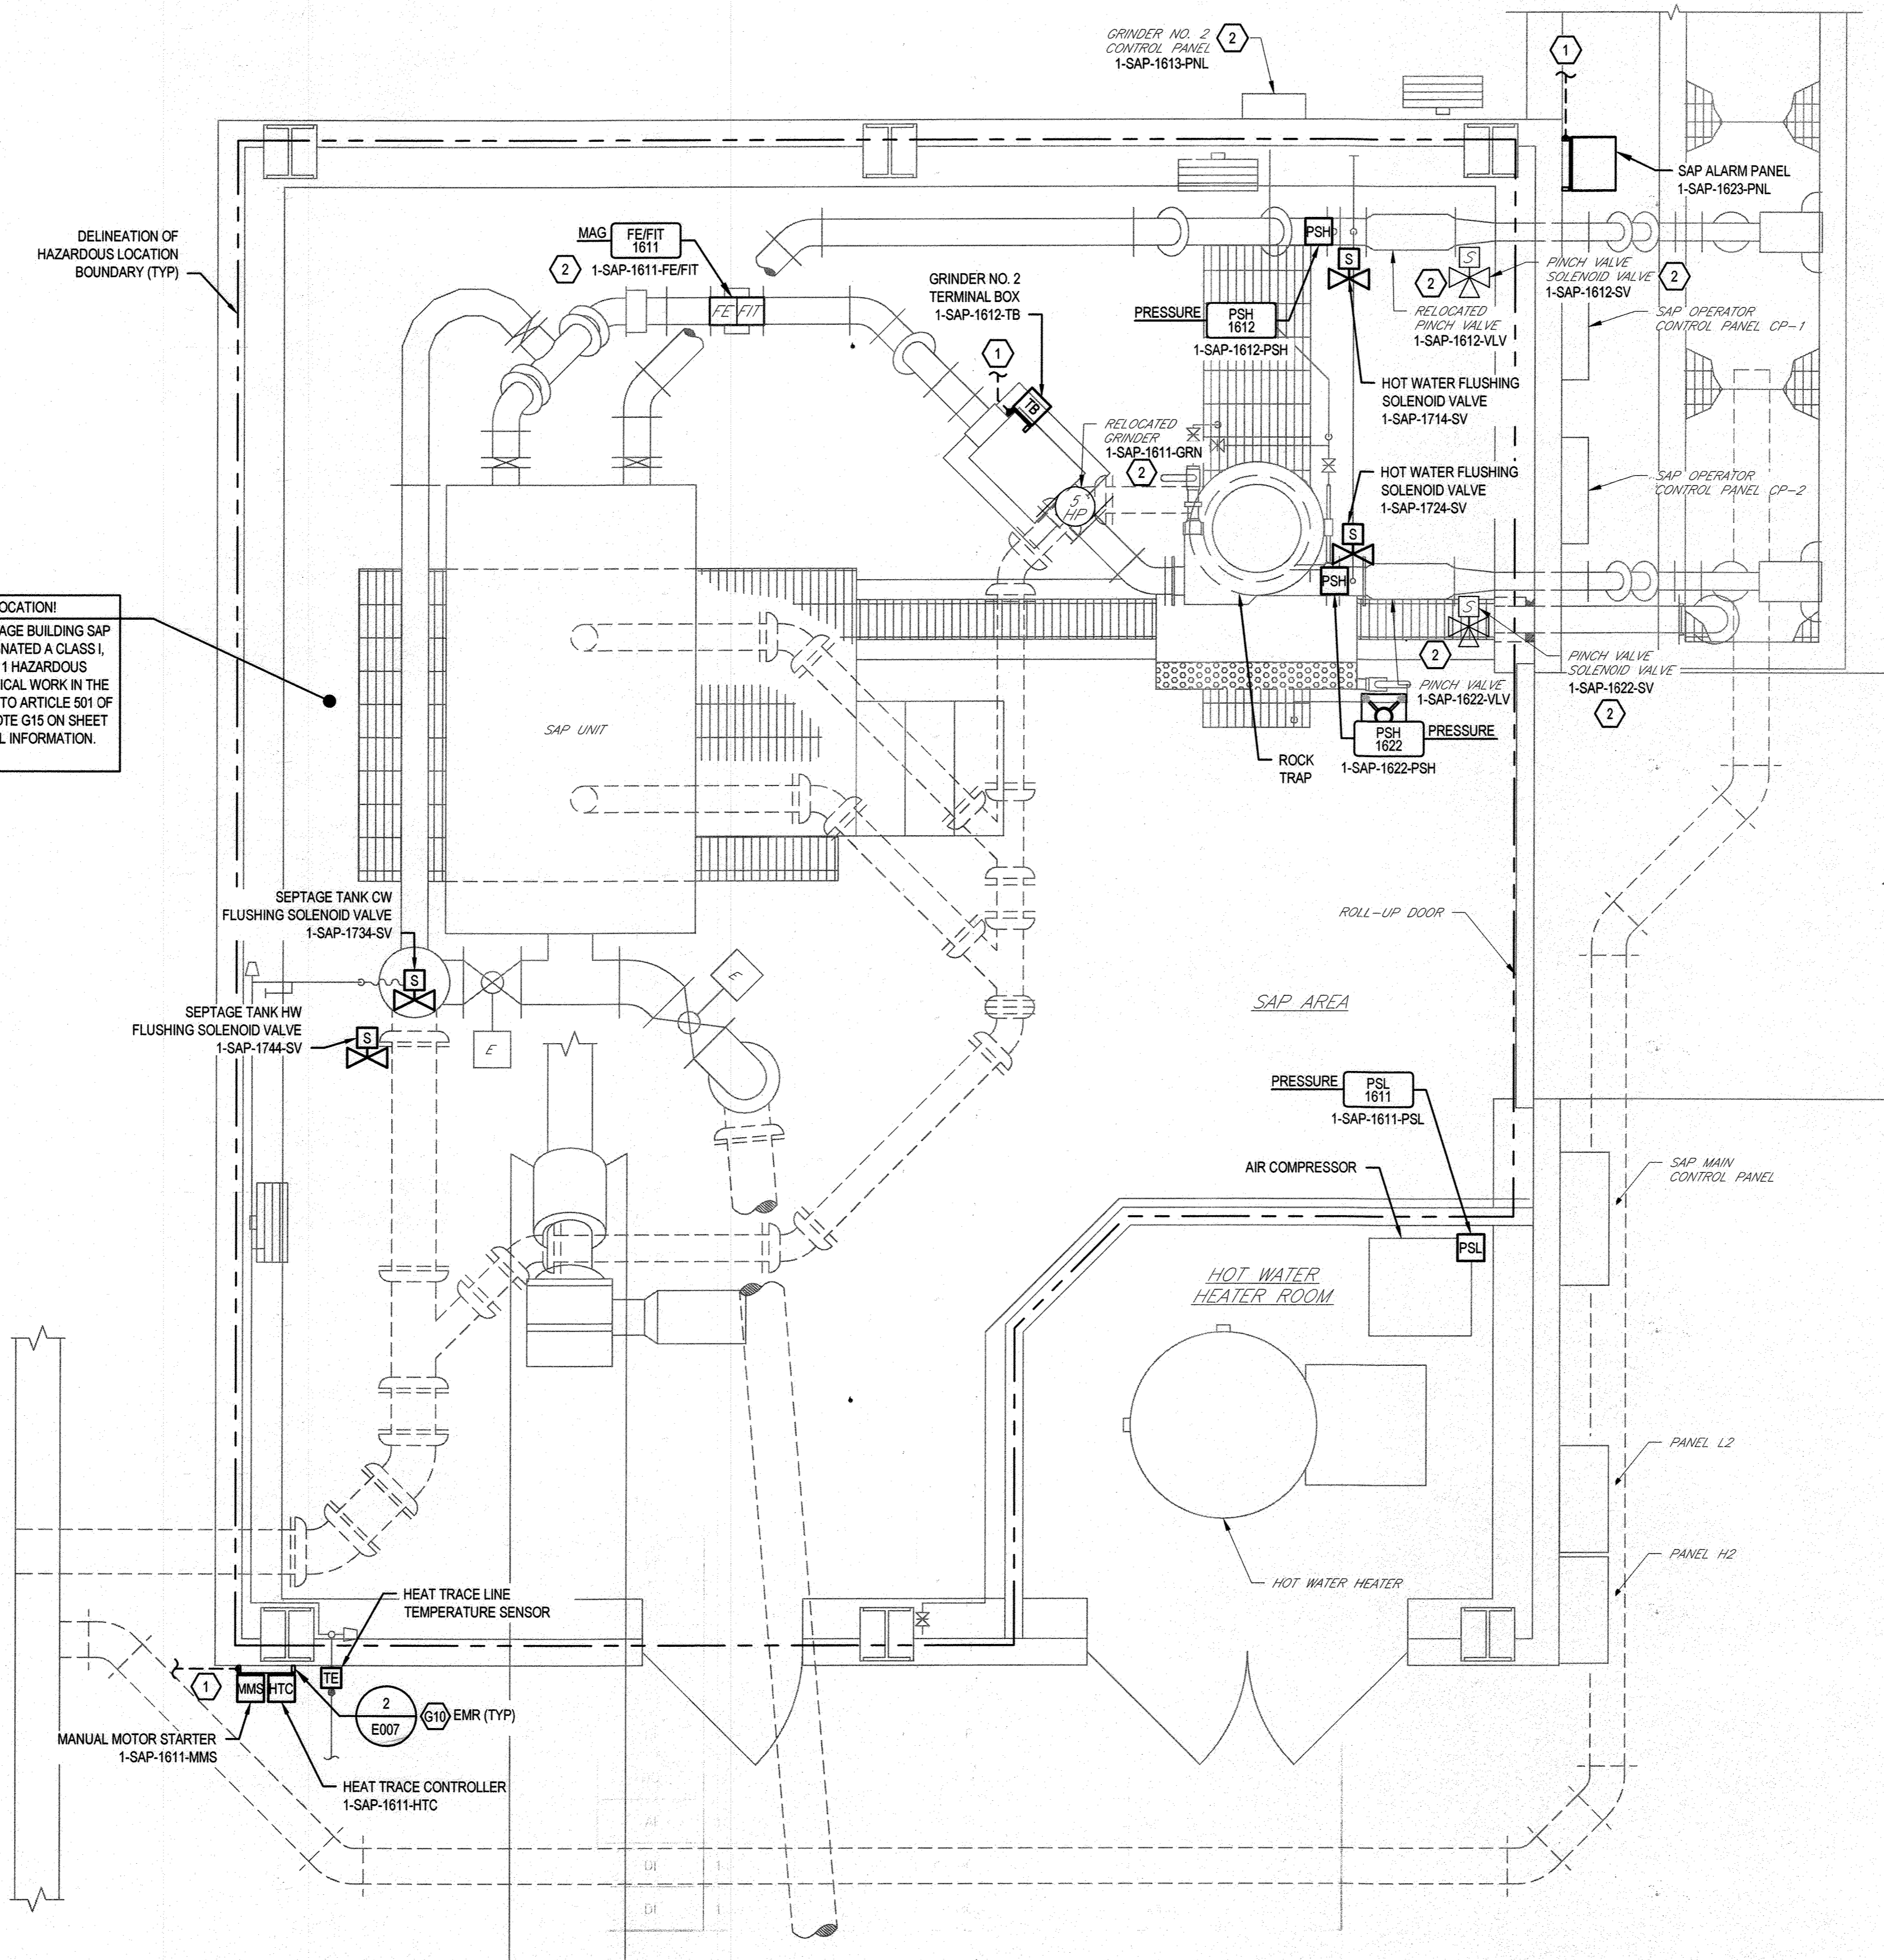 GRINDER NO. 2
CONTROL PANEL
1-SAP-1613-PNL
2
1
SAP ALARM PANEL
1-SAP-1623-PNL
DELINEATION OF
HAZARDOUS LOCATION
BOUNDARY (TYP)
MAG
FE/FIT
1611
2
1-SAP-1611-FE/FIT
FE
FIT
GRINDER NO. 2
TERMINAL BOX
1-SAP-1612-TB
1
TB
PSH
S
PRESSURE
PSH
1612
1-SAP-1612-PSH
S
2
PINCH VALVE
SOLENOID VALVE
1-SAP-1612-SV
2
RELOCATED
PINCH VALVE
1-SAP-1612-VLV
SAP OPERATOR
CONTROL PANEL CP-1
HOT WATER FLUSHING
SOLENOID VALVE
1-SAP-1714-SV
RELOCATED
GRINDER
1-SAP-1611-GRN
2
5
HP
HOT WATER FLUSHING
SOLENOID VALVE
1-SAP-1724-SV
SAP OPERATOR
CONTROL PANEL CP-2
S
PSH
S
2
PINCH VALVE
SOLENOID VALVE
1-SAP-1622-SV
2
PINCH VALVE
1-SAP-1622-VLV
PSH
1622
PRESSURE
1-SAP-1622-PSH
ROCK
TRAP
OCATION!
AGE BUILDING SAP
NATED A CLASS I,
1 HAZARDOUS
ICAL WORK IN THE
TO ARTICLE 501 OF
OTE G15 ON SHEET
L INFORMATION.
SAP UNIT
SEPTAGE TANK CW
FLUSHING SOLENOID VALVE
1-SAP-1734-SV
S
E
SEPTAGE TANK HW
FLUSHING SOLENOID VALVE
1-SAP-1744-SV
S
E
ROLL-UP DOOR
SAP AREA
PRESSURE
PSL
1611
1-SAP-1611-PSL
AIR COMPRESSOR
SAP MAIN
CONTROL PANEL
PSL
HOT WATER
HEATER ROOM
PANEL L2
PANEL H2
HOT WATER HEATER
HEAT TRACE LINE
TEMPERATURE SENSOR
1
MMS
HTC
TE
2
E007
G10
EMR (TYP)
MANUAL MOTOR STARTER
1-SAP-1611-MMS
HEAT TRACE CONTROLLER
1-SAP-1611-HTC